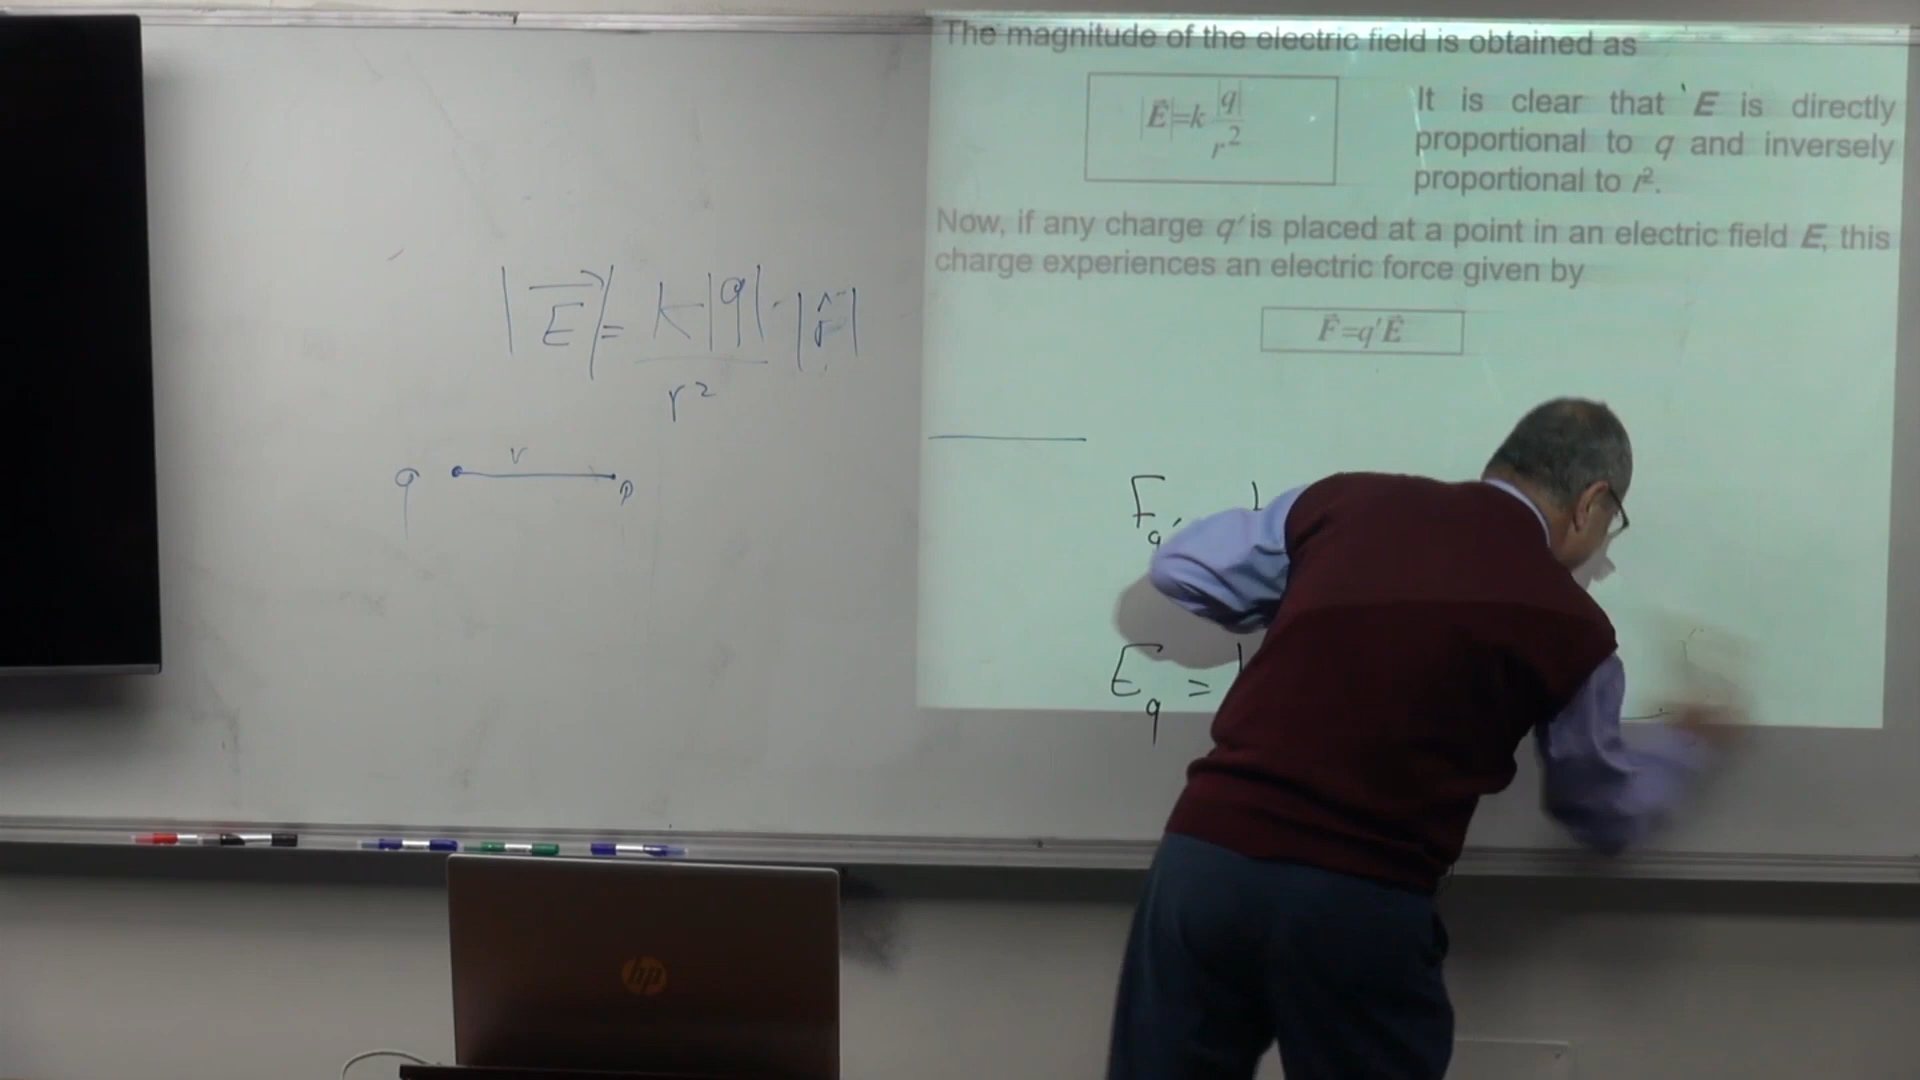 The magnitude of the electric field is obtained as
|E⃗|=k |q|/r²
It is clear that E is directly
proportional to q and inversely
proportional to r².
Now, if any charge q′ is placed at a point in an electric field E, this
charge experiences an electric force given by
F⃗=q′E⃗
|E⃗| = k|q|/r² · |r̂|
q r p
F q′
E q =
hp